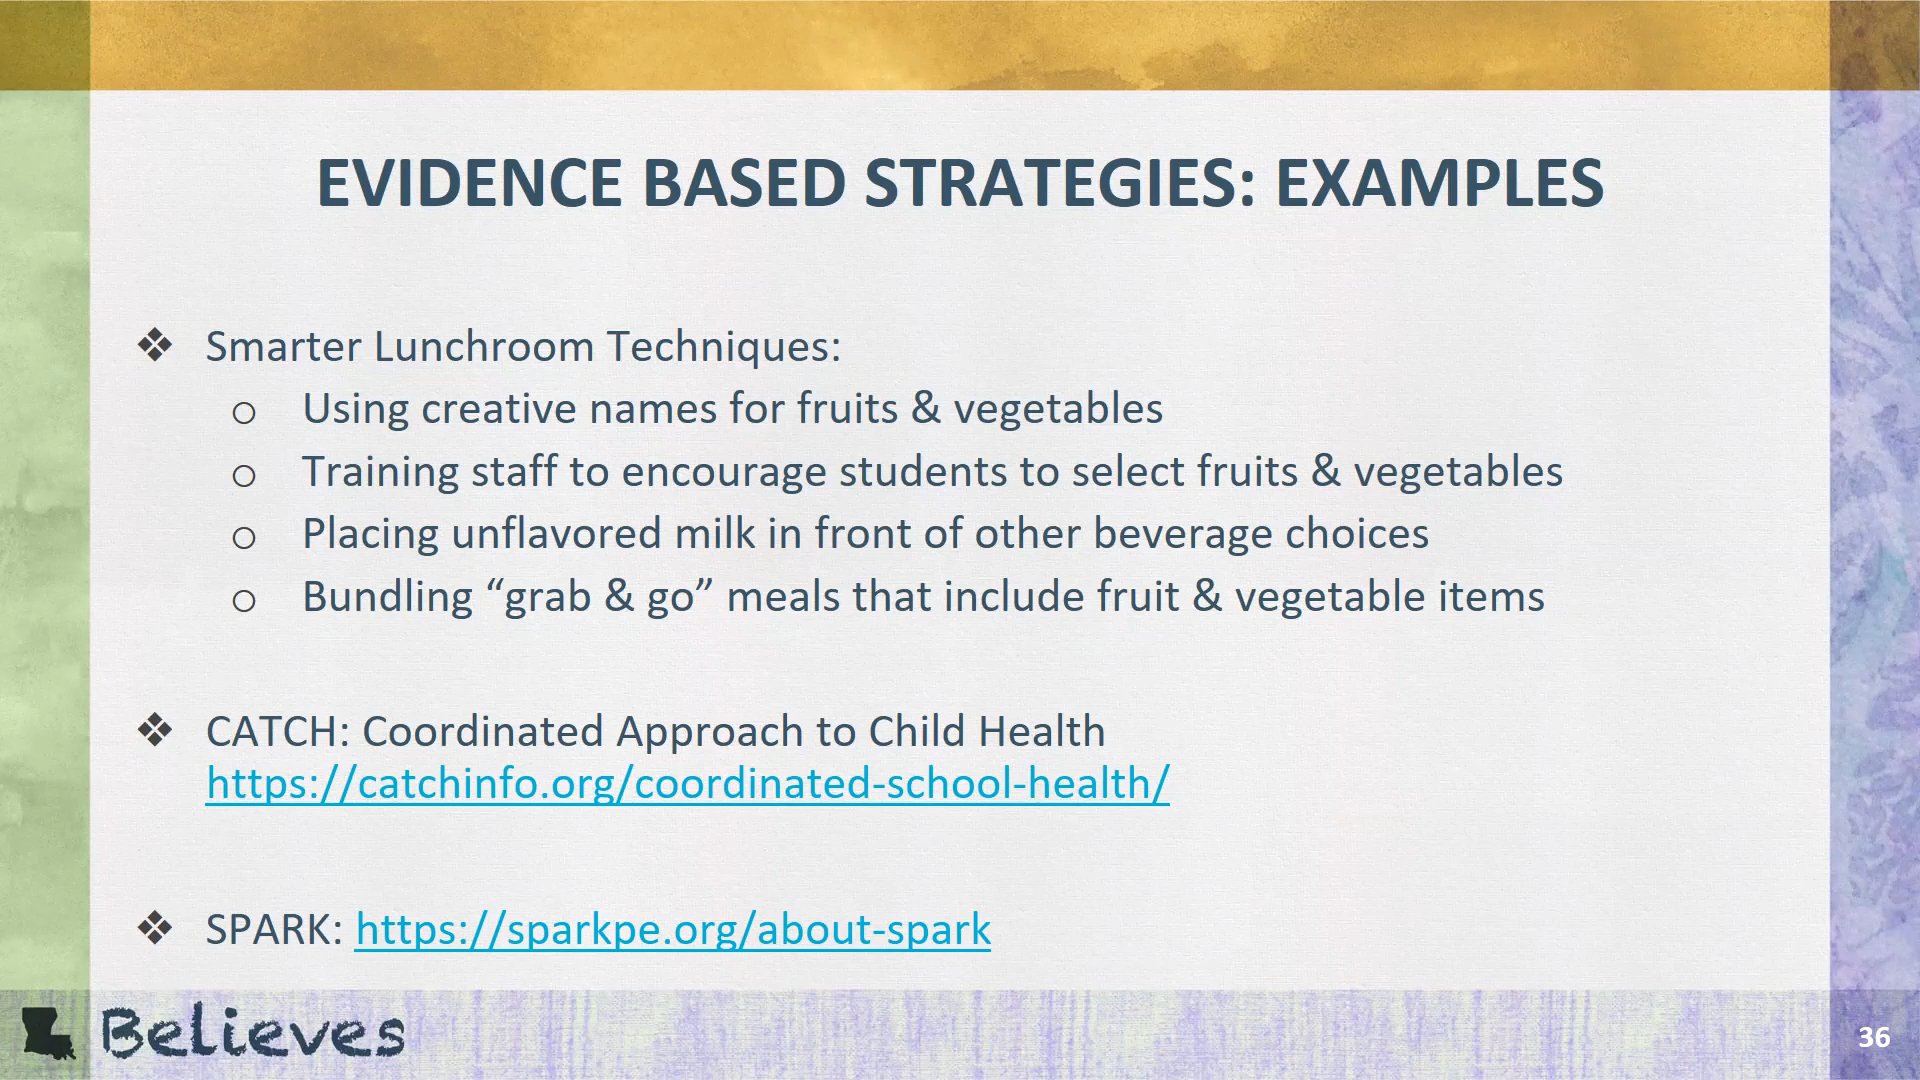 EVIDENCE BASED STRATEGIES: EXAMPLES
❖ Smarter Lunchroom Techniques:
o Using creative names for fruits & vegetables
o Training staff to encourage students to select fruits & vegetables
o Placing unflavored milk in front of other beverage choices
o Bundling “grab & go” meals that include fruit & vegetable items
❖ CATCH: Coordinated Approach to Child Health
https://catchinfo.org/coordinated-school-health/
❖ SPARK: https://sparkpe.org/about-spark
Believes
36